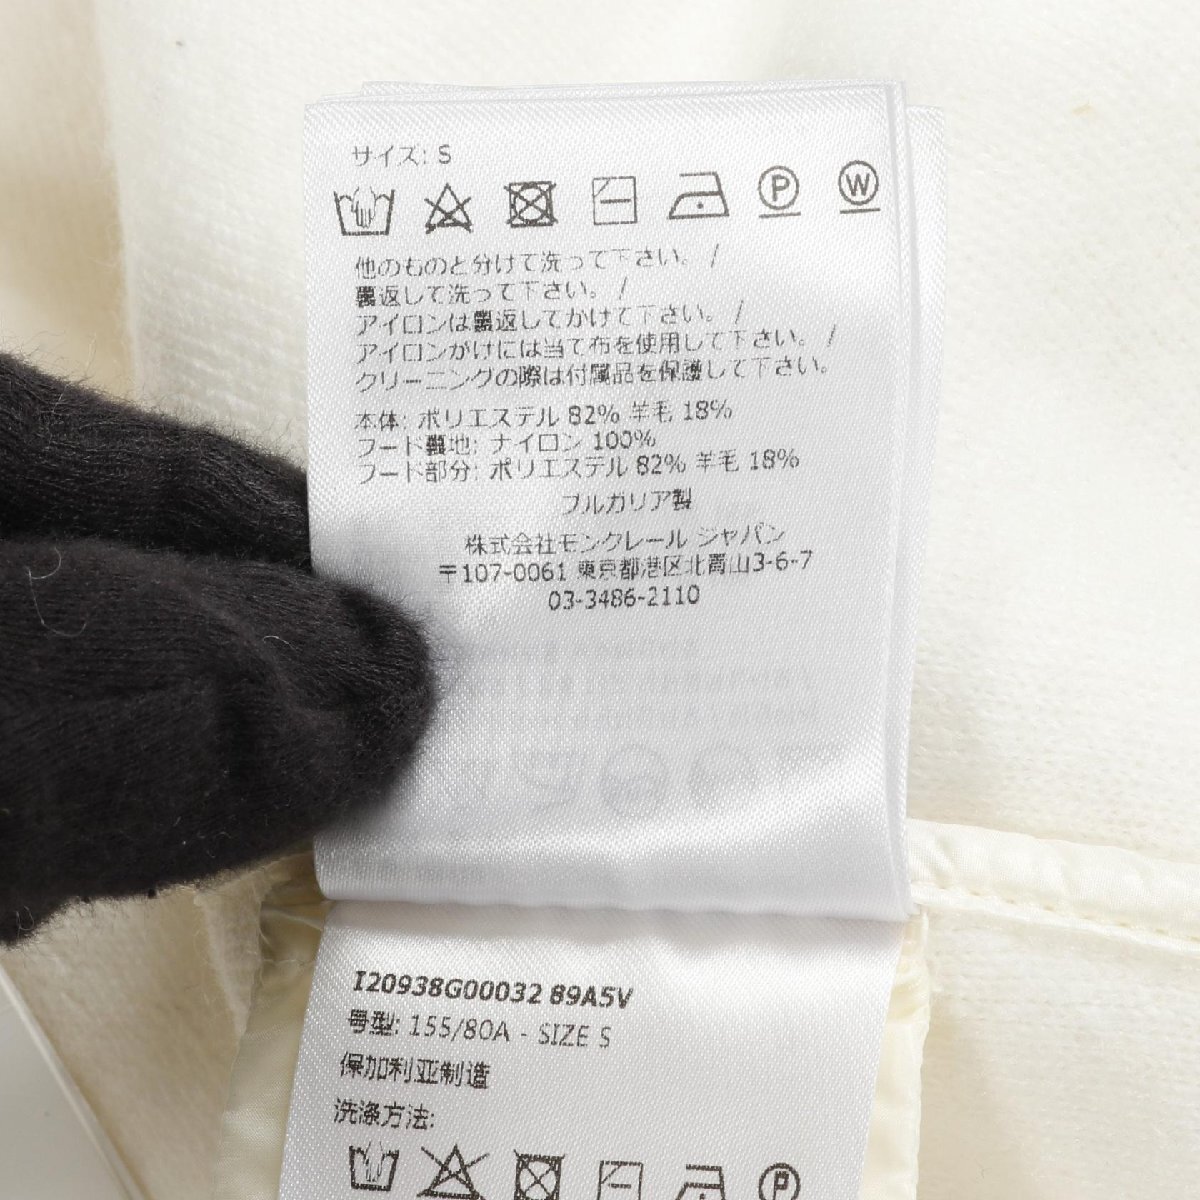 サイズ: S
P W
他のものと分けて洗って下さい。 /
裏返して洗って下さい。 /
アイロンは裏返してかけて下さい。 /
アイロンがけには当て布を使用して下さい。 /
クリーニングの際は付属品を保護して下さい。
本体: ポリエステル 82% 羊毛 18%
フード裏地: ナイロン 100%
フード部分: ポリエステル 82% 羊毛 18%
ブルガリア製
株式会社モンクレール ジャパン
〒107-0061 東京都港区北青山3-6-7
03-3486-2110
I20938G00032 89A5V
号型: 155/80A - SIZE S
保加利亚制造
洗涤方法:
P